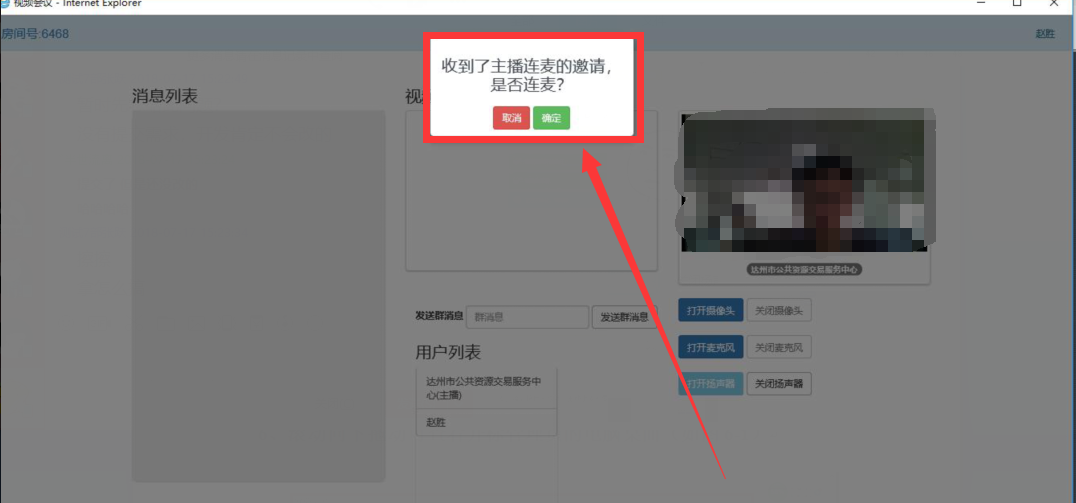 视频会议 - Internet Explorer
房间号:6468
赵胜
收到了主播连麦的邀请，
是否连麦？
取消 确定
消息列表
视
达州市公共资源交易服务中心
打开摄像头 关闭摄像头
发送群消息 群消息 发送群消息
打开麦克风 关闭麦克风
用户列表
打开扬声器 关闭扬声器
达州市公共资源交易服务中
心(主播)
赵胜